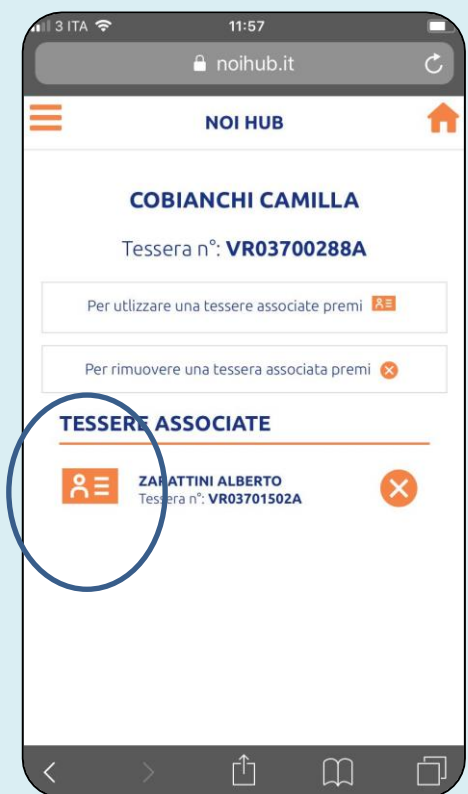 3 ITA 11:57
noihub.it
NOI HUB
COBIANCHI CAMILLA
Tessera n°: VR03700288A
Per utlizzare una tessere associate premi
Per rimuovere una tessera associata premi
TESSERE ASSOCIATE
ZARATTINI ALBERTO
Tessera n°: VR03701502A